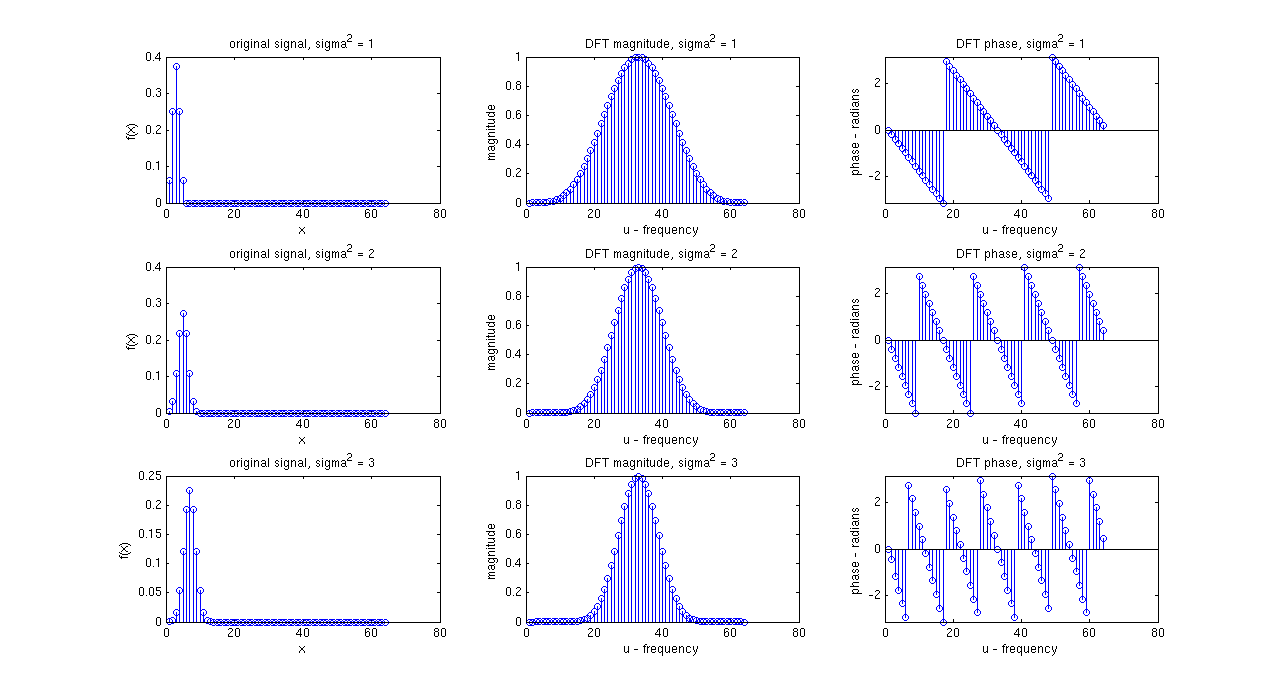 original signal, sigma² = 1
DFT magnitude, sigma² = 1
DFT phase, sigma² = 1
0.4
0.3
0.2
0.1
0
f(x)
0 20 40 60 80
x
1
0.8
0.6
0.4
0.2
0
magnitude
0 20 40 60 80
u - frequency
2
0
-2
phase - radians
0 20 40 60 80
u - frequency
original signal, sigma² = 2
DFT magnitude, sigma² = 2
DFT phase, sigma² = 2
0.4
0.3
0.2
0.1
0
f(x)
0 20 40 60 80
x
1
0.8
0.6
0.4
0.2
0
magnitude
0 20 40 60 80
u - frequency
2
0
-2
phase - radians
0 20 40 60 80
u - frequency
original signal, sigma² = 3
DFT magnitude, sigma² = 3
DFT phase, sigma² = 3
0.25
0.2
0.15
0.1
0.05
0
f(x)
0 20 40 60 80
x
1
0.8
0.6
0.4
0.2
0
magnitude
0 20 40 60 80
u - frequency
2
0
-2
phase - radians
0 20 40 60 80
u - frequency